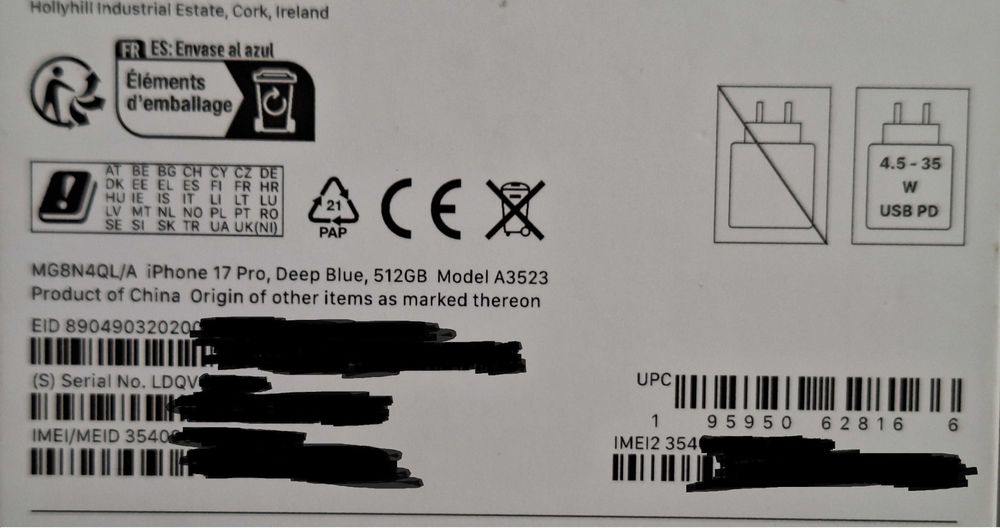 Hollyhill Industrial Estate, Cork, Ireland
FR ES: Envase al azul
Éléments
d'emballage
4.5 - 35
W
USB PD
AT BE BG CH CY CZ DE
DK EE EL ES FI FR HR
HU IE IS IT LI LT LU
LV MT NL NO PL PT RO
SE SI SK TR UA UK(NI)
21
PAP
CE
MG8N4QL/A iPhone 17 Pro, Deep Blue, 512GB Model A3523
Product of China Origin of other items as marked thereon
EID 89049032020
(S) Serial No. LDQV
IMEI/MEID 3540
UPC
1 95950 62816 6
IMEI2 354